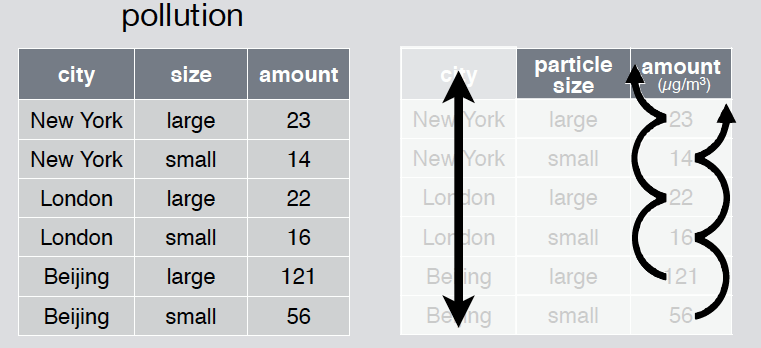 pollution
city size amount
New York large 23
New York small 14
London large 22
London small 16
Beijing large 121
Beijing small 56
city particle size amount (µg/m³)
New York large 23
New York small 14
London large 22
London small 16
Beijing large 121
Beijing small 56